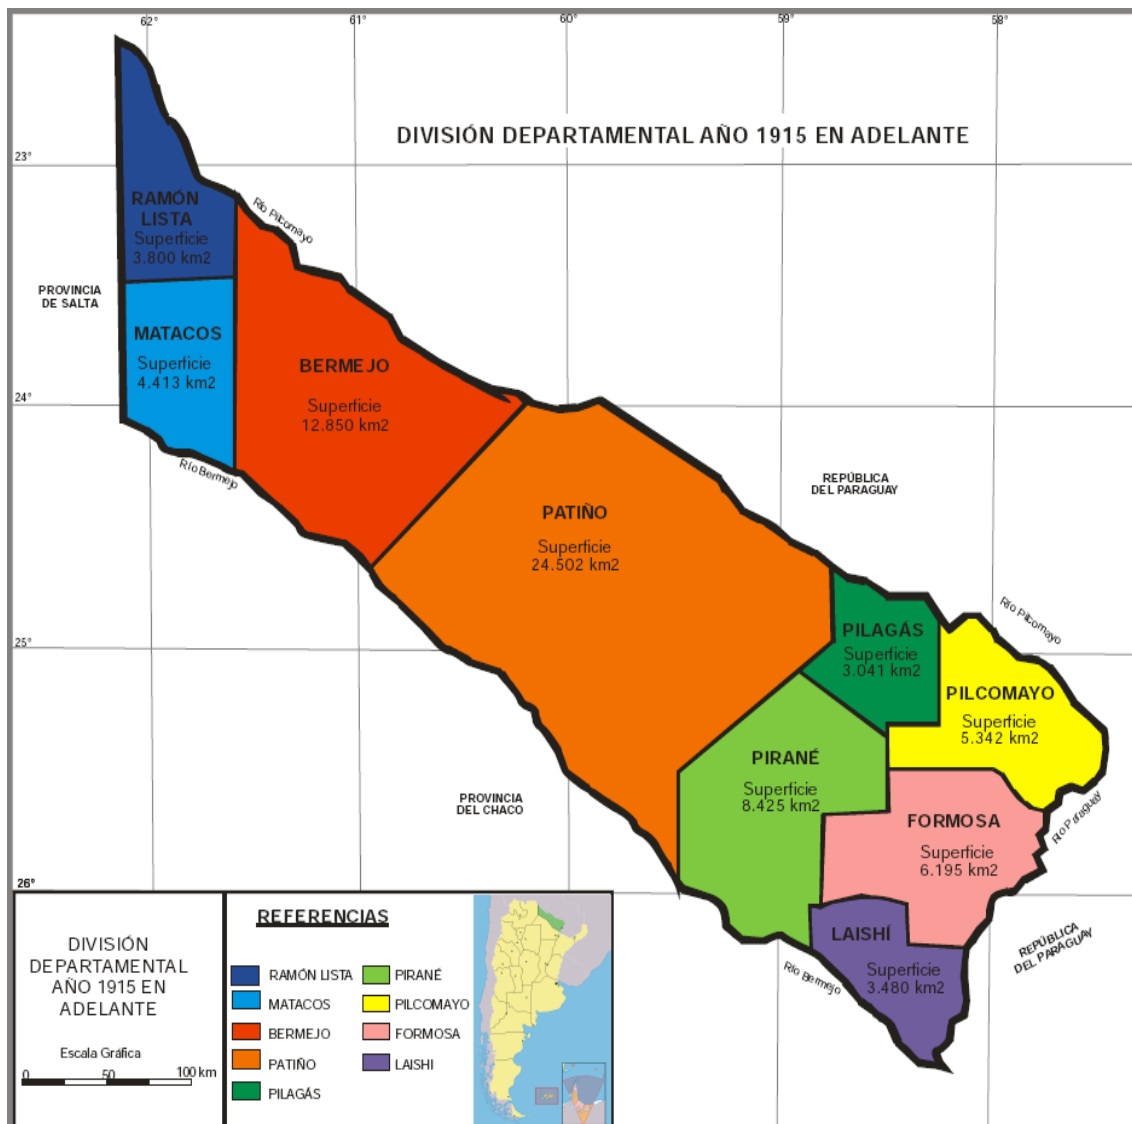 62°
61°
60°
59°
58°
DIVISIÓN DEPARTAMENTAL AÑO 1915 EN ADELANTE
23°
RAMÓN
LISTA
Superficie
3.800 km2
Río Pilcomayo
PROVINCIA
DE SALTA
MATACOS
Superficie
4.413 km2
BERMEJO
Superficie
12.850 km2
24°
Río Bermejo
REPÚBLICA
DEL PARAGUAY
PATIÑO
Superficie
24.502 km2
Río Pilcomayo
25°
PILAGÁS
Superficie
3.041 km2
PILCOMAYO
Superficie
5.342 km2
PIRANÉ
Superficie
8.425 km2
PROVINCIA
DEL CHACO
Río Paraguay
FORMOSA
Superficie
6.195 km2
26°
LAISHÍ
Superficie
3.480 km2
Río Bermejo
REPÚBLICA
DEL PARAGUAY
DIVISIÓN
DEPARTAMENTAL
AÑO 1915 EN
ADELANTE
Escala Gráfica
0 50 100 km
REFERENCIAS
RAMÓN LISTA
MATACOS
BERMEJO
PATIÑO
PILAGÁS
PIRANÉ
PILCOMAYO
FORMOSA
LAISHI